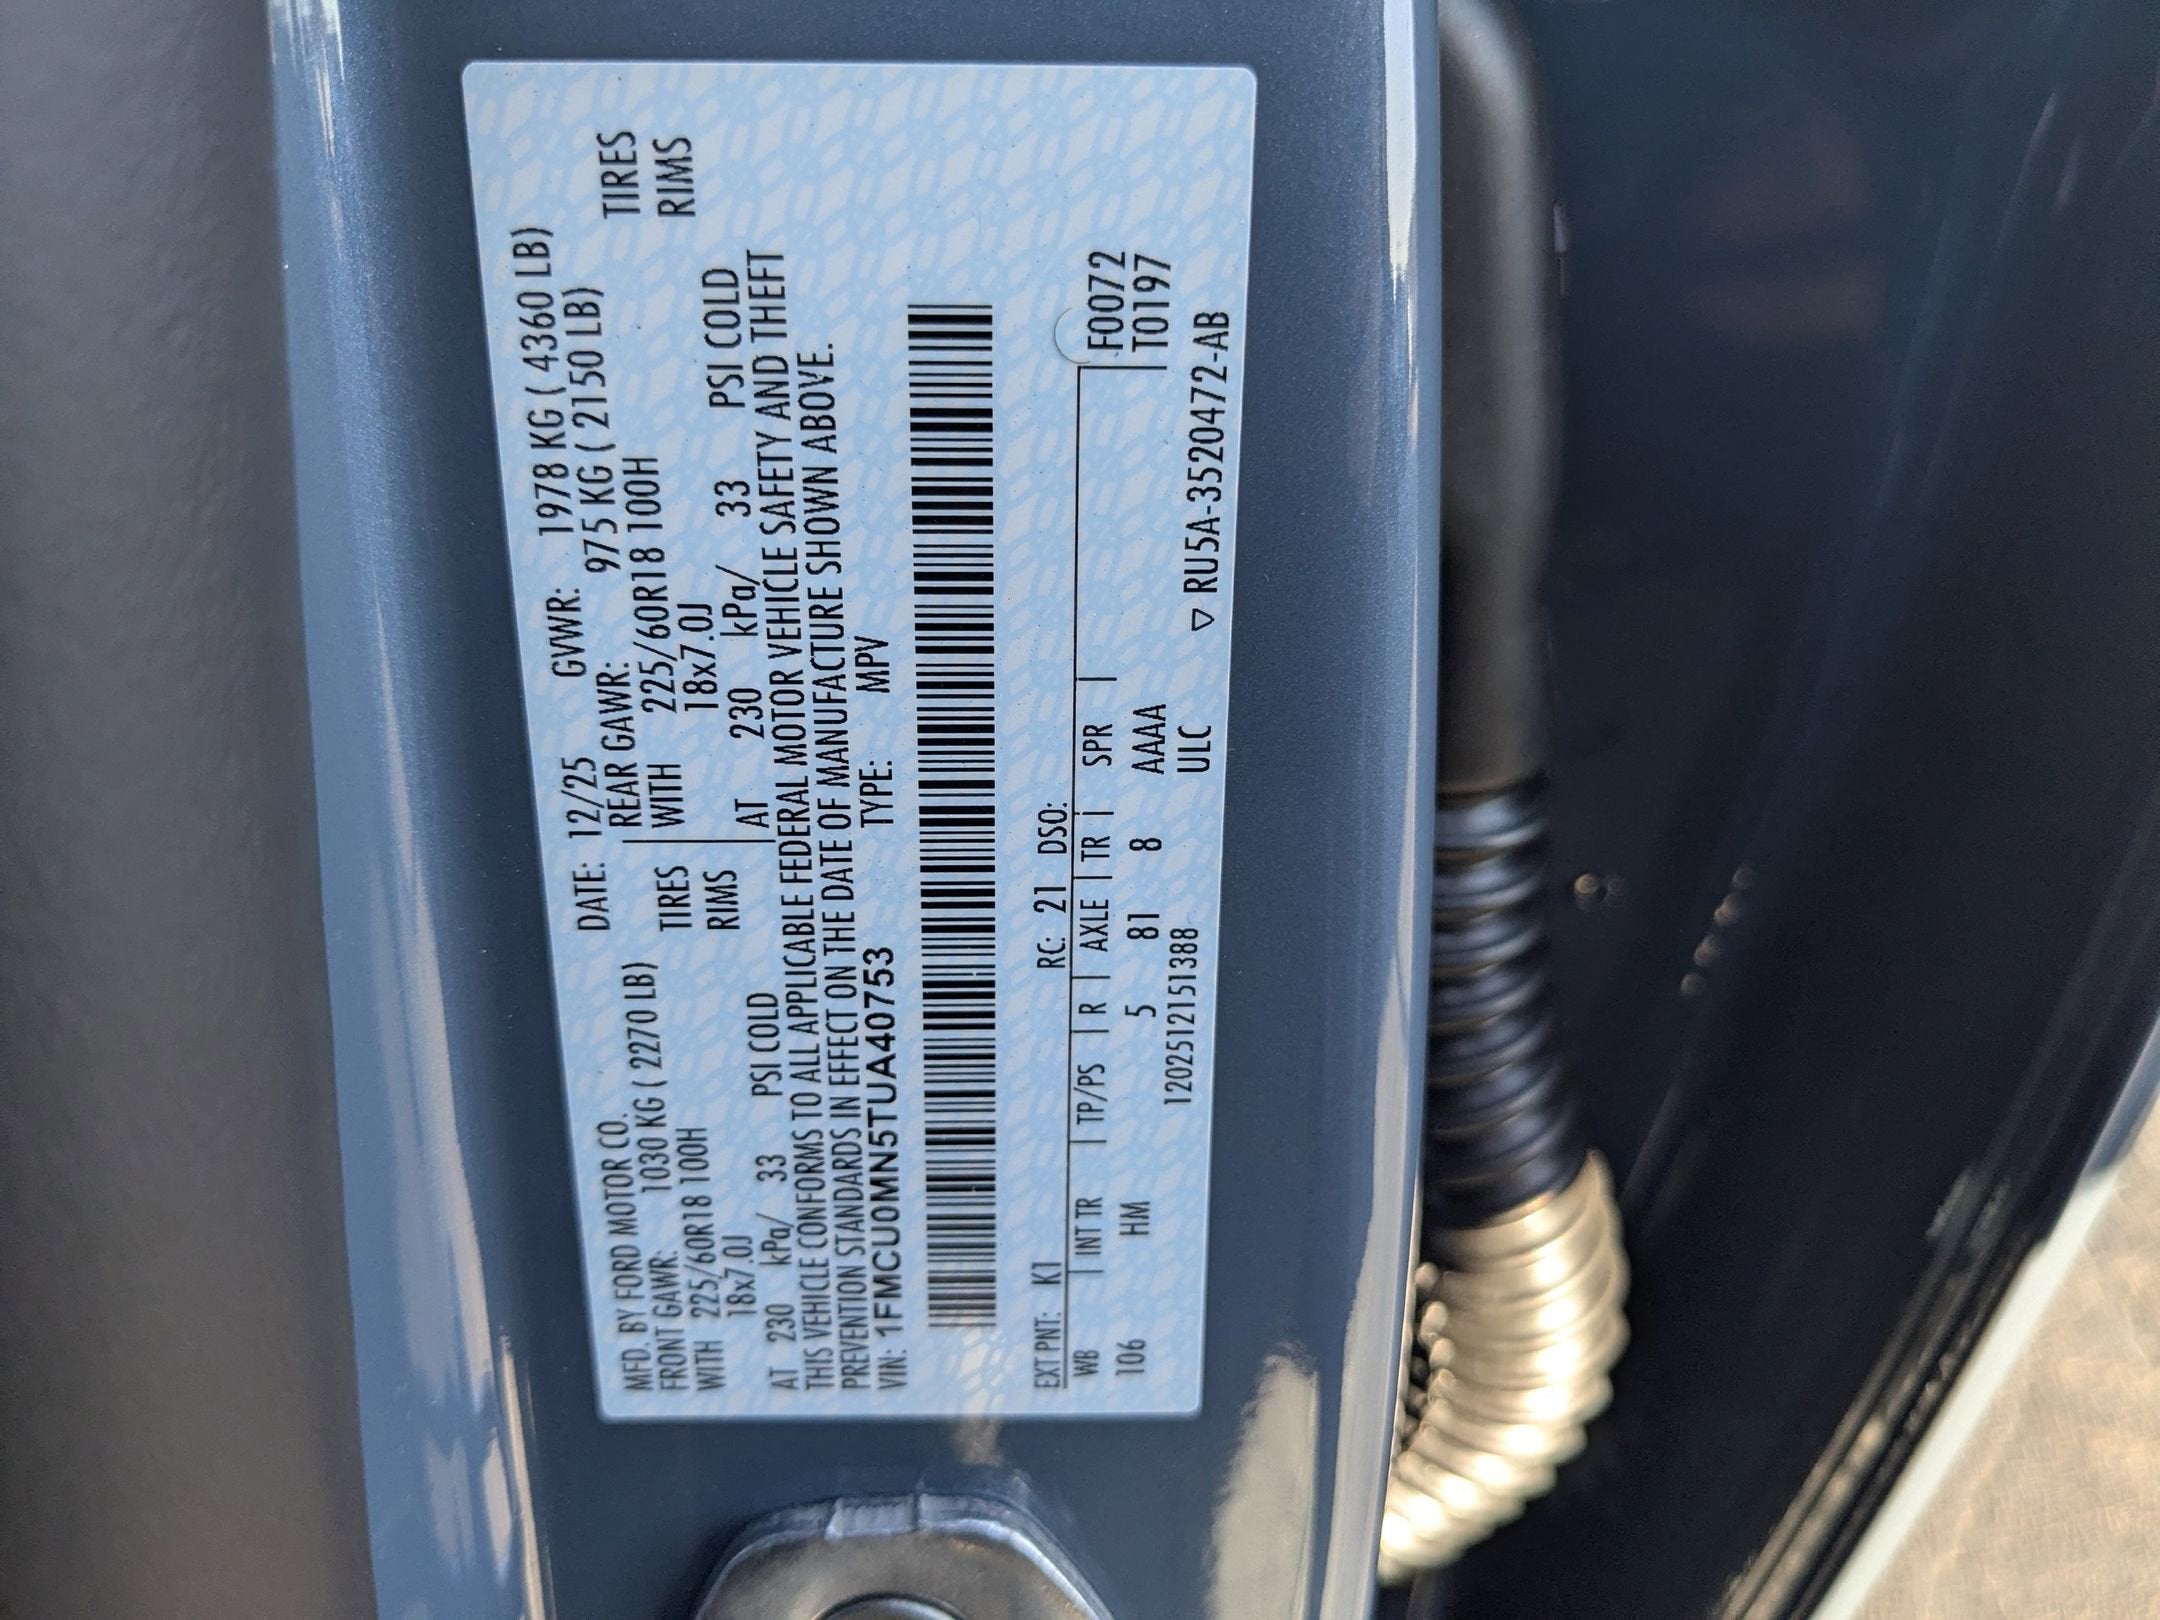 MFD. BY FORD MOTOR CO. DATE: 12/25 GVWR: 1978 KG ( 4360 LB)
FRONT GAWR: 1030 KG ( 2270 LB) REAR GAWR: 975 KG ( 2150 LB)
WITH 225/60R18 100H TIRES WITH 225/60R18 100H TIRES
18x7.0J RIMS 18x7.0J RIMS
AT 230 kPa/ 33 PSI COLD AT 230 kPa/ 33 PSI COLD
THIS VEHICLE CONFORMS TO ALL APPLICABLE FEDERAL MOTOR VEHICLE SAFETY AND THEFT
PREVENTION STANDARDS IN EFFECT ON THE DATE OF MANUFACTURE SHOWN ABOVE.
VIN: 1FMCU0MN5TUA40753 TYPE: MPV
EXT PNT: K1 RC: 21 DSO:
WB | INT TR | TP/PS | R | AXLE | TR | SPR | F0072
106 HM 5 81 8 AAAA T0197
1202512151388 ULC
▽ RU5A-3520472-AB